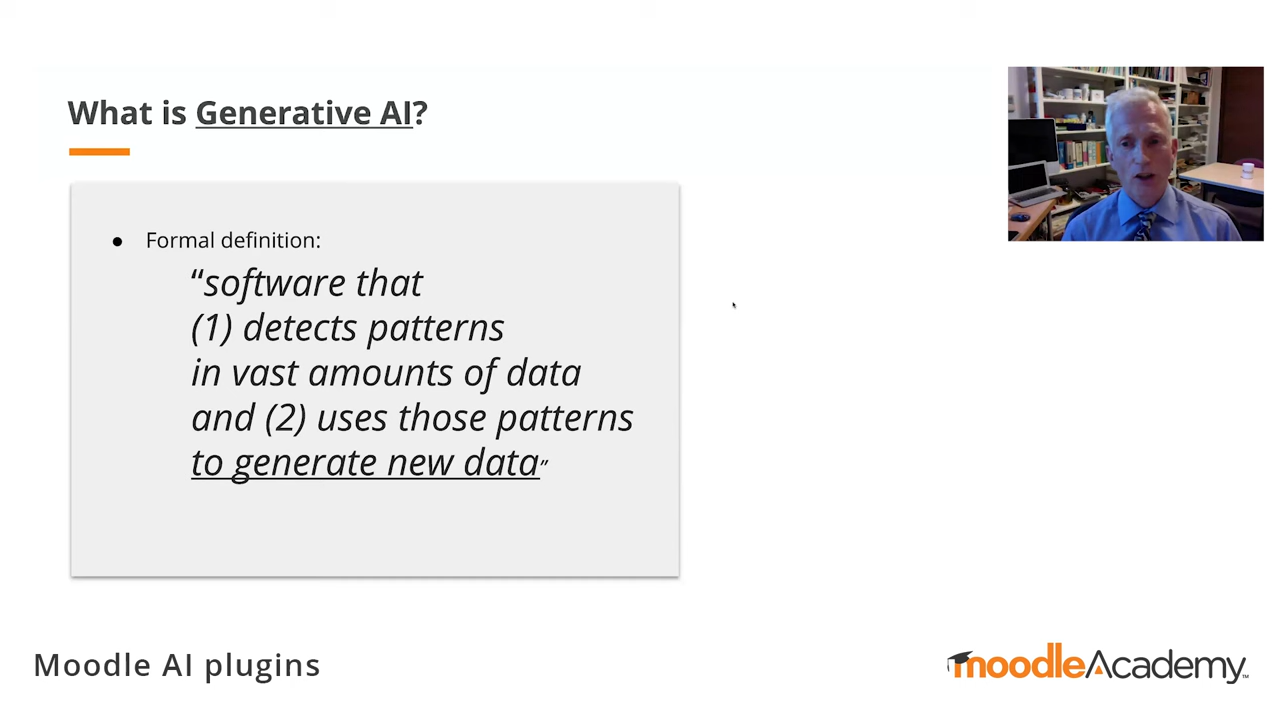 What is Generative AI?
● Formal definition:
“software that
(1) detects patterns
in vast amounts of data
and (2) uses those patterns
to generate new data”
Moodle AI plugins
moodleAcademy™